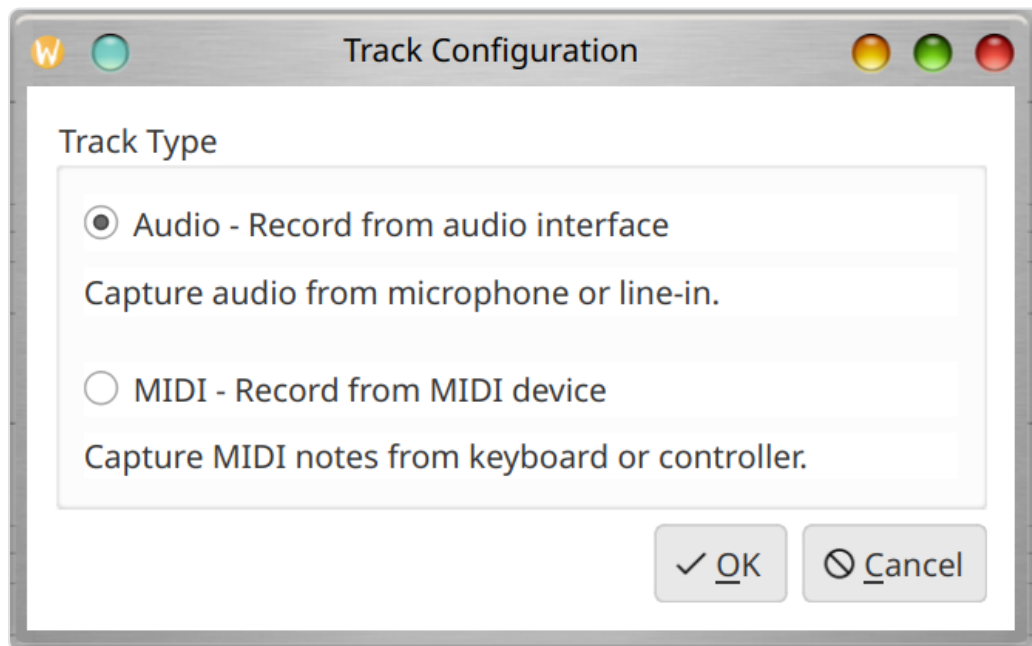 W
Track Configuration
Track Type
Audio - Record from audio interface
Capture audio from microphone or line-in.
MIDI - Record from MIDI device
Capture MIDI notes from keyboard or controller.
OK
Cancel